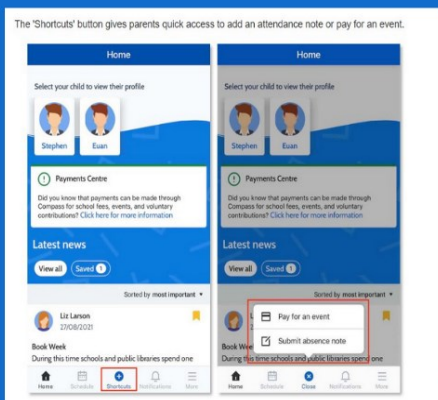 The 'Shortcuts' button gives parents quick access to add an attendance note or pay for an event.
Home
Select your child to view their profile
Stephen Euan
Payments Centre
Did you know that payments can be made through
Compass for school fees, events, and voluntary
contributions? Click here for more information
Latest news
View all Saved 1
Sorted by most important
Liz Larson
27/08/2021
Book Week
During this time schools and public libraries spend one
Home Schedule Shortcuts Notifications More
Home
Select your child to view their profile
Stephen Euan
Payments Centre
Did you know that payments can be made through
Compass for school fees, events, and voluntary
contributions? Click here for more information
Latest news
View all Saved 1
Sorted by most important
Pay for an event
Submit absence note
Book Week
During this time schools and public libraries spend one
Home Schedule Close Notifications More